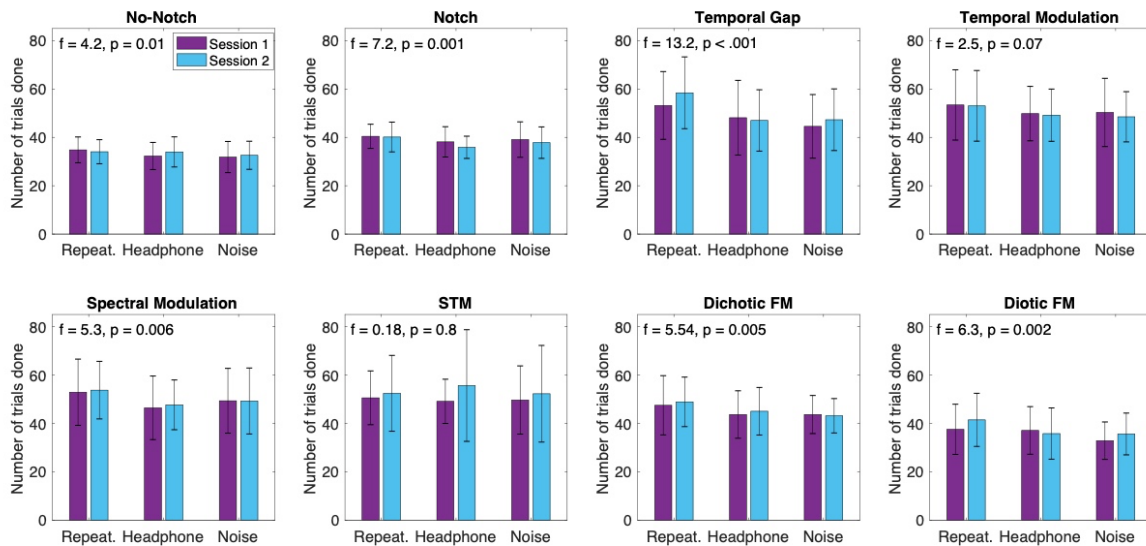 No-Notch
Number of trials done
80
60
40
20
0
f = 4.2, p = 0.01
Session 1
Session 2
Repeat. Headphone Noise
Notch
Number of trials done
80
60
40
20
0
f = 7.2, p = 0.001
Repeat. Headphone Noise
Temporal Gap
Number of trials done
80
60
40
20
0
f = 13.2, p < .001
Repeat. Headphone Noise
Temporal Modulation
Number of trials done
80
60
40
20
0
f = 2.5, p = 0.07
Repeat. Headphone Noise
Spectral Modulation
Number of trials done
80
60
40
20
0
f = 5.3, p = 0.006
Repeat. Headphone Noise
STM
Number of trials done
80
60
40
20
0
f = 0.18, p = 0.8
Repeat. Headphone Noise
Dichotic FM
Number of trials done
80
60
40
20
0
f = 5.54, p = 0.005
Repeat. Headphone Noise
Diotic FM
Number of trials done
80
60
40
20
0
f = 6.3, p = 0.002
Repeat. Headphone Noise